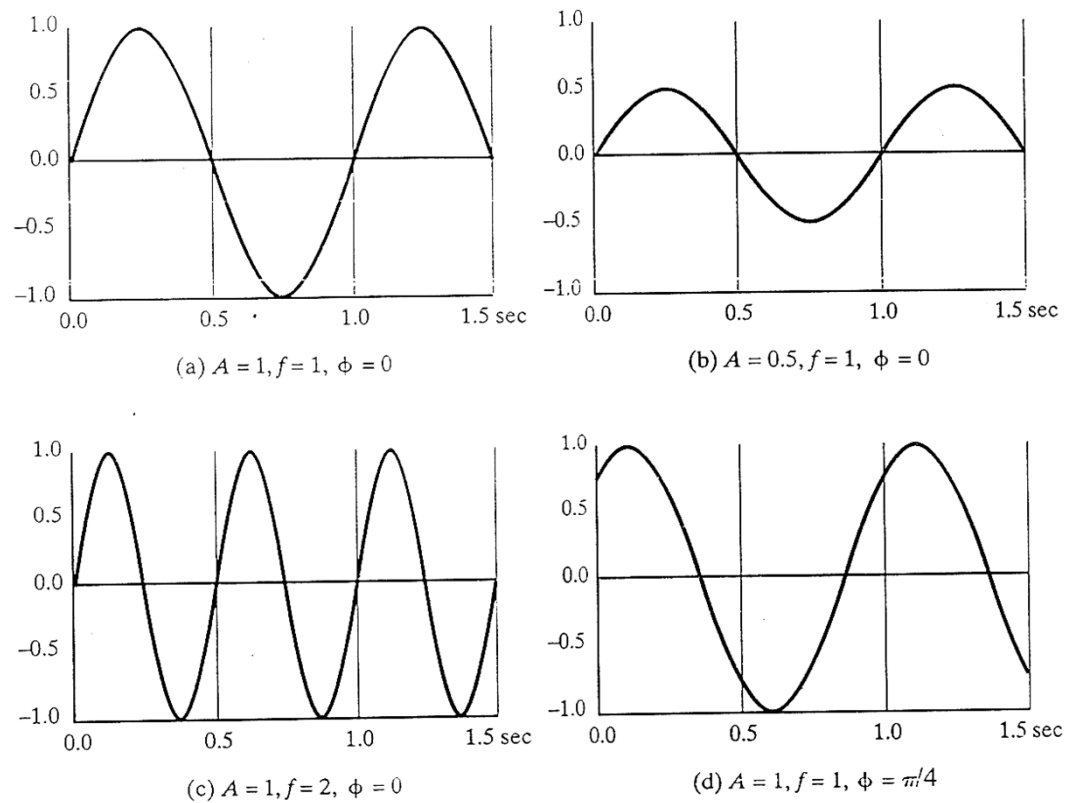 1.0
0.5
0.0
−0.5
−1.0
0.0 0.5 1.0 1.5 sec
(a) A = 1, f = 1, ϕ = 0
1.0
0.5
0.0
−0.5
−1.0
0.0 0.5 1.0 1.5 sec
(b) A = 0.5, f = 1, ϕ = 0
1.0
0.5
0.0
−0.5
−1.0
0.0 0.5 1.0 1.5 sec
(c) A = 1, f = 2, ϕ = 0
1.0
0.5
0.0
−0.5
−1.0
0.0 0.5 1.0 1.5 sec
(d) A = 1, f = 1, ϕ = π/4